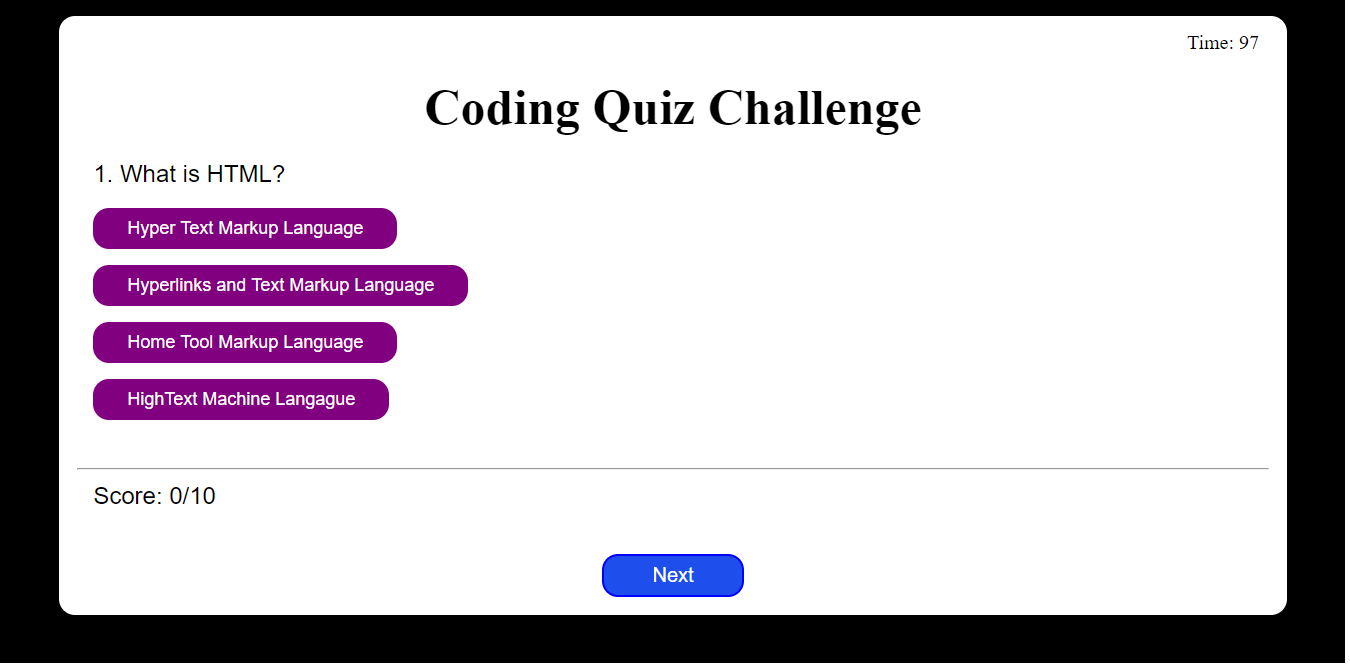 Time: 97
Coding Quiz Challenge
1. What is HTML?
Hyper Text Markup Language
Hyperlinks and Text Markup Language
Home Tool Markup Language
HighText Machine Langague
Score: 0/10
Next